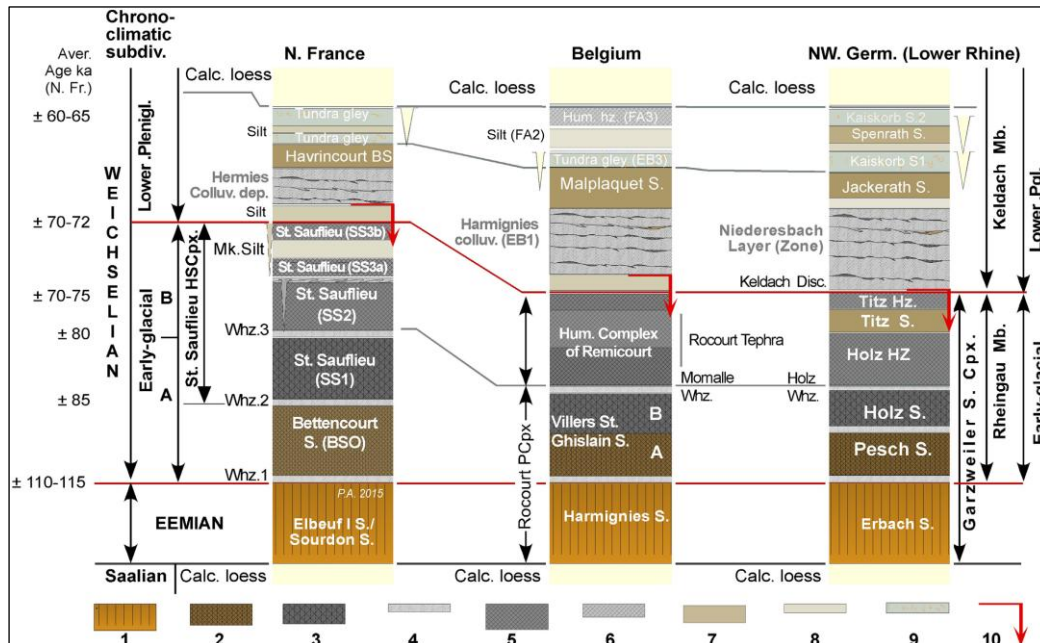 Chrono-
climatic
subdiv.
Aver.
Age ka
(N. Fr.)
N. France
Belgium
NW. Germ. (Lower Rhine)
Calc. loess
Calc. loess
Calc. loess
± 60-65
± 70-72
± 70-75
± 80
± 85
± 110-115
WEICHSELIAN
Lower .Plenigl.
Early-glacial
B
A
St. Sauflieu HSCpx.
EEMIAN
Saalian
Calc. loess
Tundra gley
Silt
Tundra gley
Havrincourt BS
Hermies
Colluv. dep.
Silt
St. Sauflieu (SS3b)
Mk.Silt
St. Sauflieu (SS3a)
St. Sauflieu
(SS2)
Whz.3
St. Sauflieu
(SS1)
Whz.2
Bettencourt
S. (BSO)
Whz.1
P.A. 2015
Elbeuf I S./
Sourdon S.
Hum. hz. (FA3)
Silt (FA2)
Tundra gley (EB3)
Malplaquet S.
Harmignies
colluv. (EB1)
Hum. Complex
of Remicourt
Rocourt Tephra
Momalle
Whz.
Villers St.
Ghislain S.
B
A
Rocourt PCpx
Harmignies S.
Calc. loess
Kaiskorb S.2
Spenrath S.
Kaiskorb S1
Jackerath S.
Niederesbach
Layer (Zone)
Keldach Disc.
Titz Hz.
Titz S.
Holz HZ
Holz
Whz.
Holz S.
Pesch S.
Erbach S.
Calc. loess
Keldach Mb.
Lower .Pgl.
Garzweiler S. Cpx.
Rheingau Mb.
Early-glacial
1 2 3 4 5 6 7 8 9 10